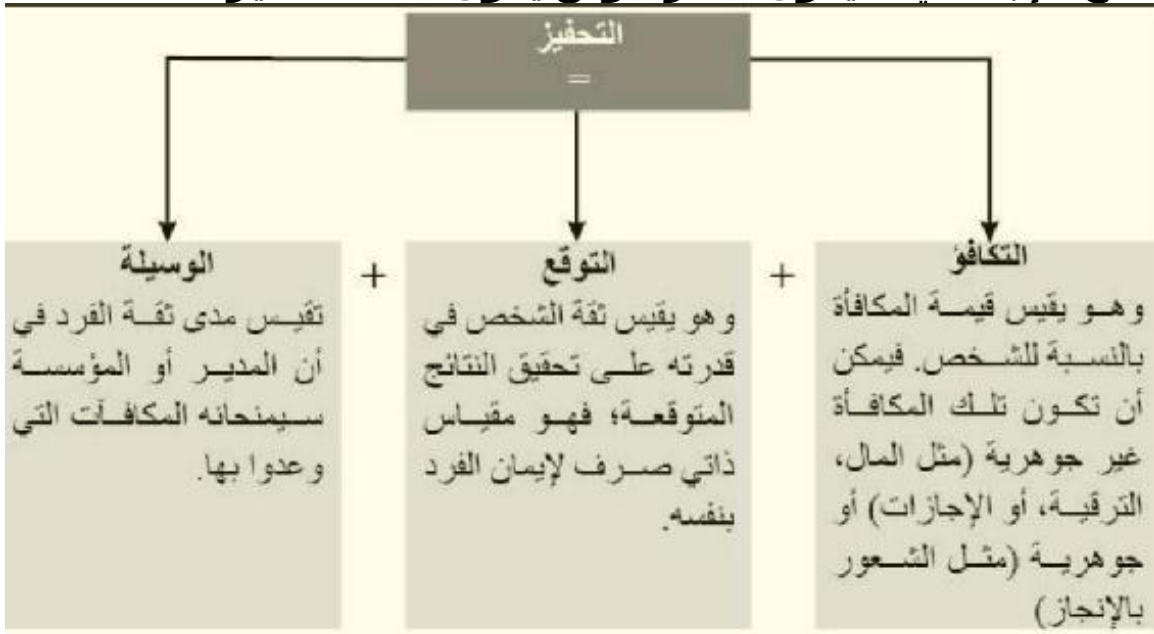 التحفيز
=
التكافؤ
وهو يقيس قيمة المكافأة
بالنسبة للشخص. فيمكن
أن تكون تلك المكافأة
غير جوهرية (مثل المال،
الترقية، أو الإجازات) أو
جوهرية (مثل الشعور
بالإنجاز)
+
التوقع
وهو يقيس ثقة الشخص في
قدرته على تحقيق النتائج
المتوقعة؛ فهو مقياس
ذاتي صرف لإيمان الفرد
بنفسه.
+
الوسيلة
تقيس مدى ثقة الفرد في
أن المدير أو المؤسسة
سيمنحانه المكافآت التي
وعدوا بها.